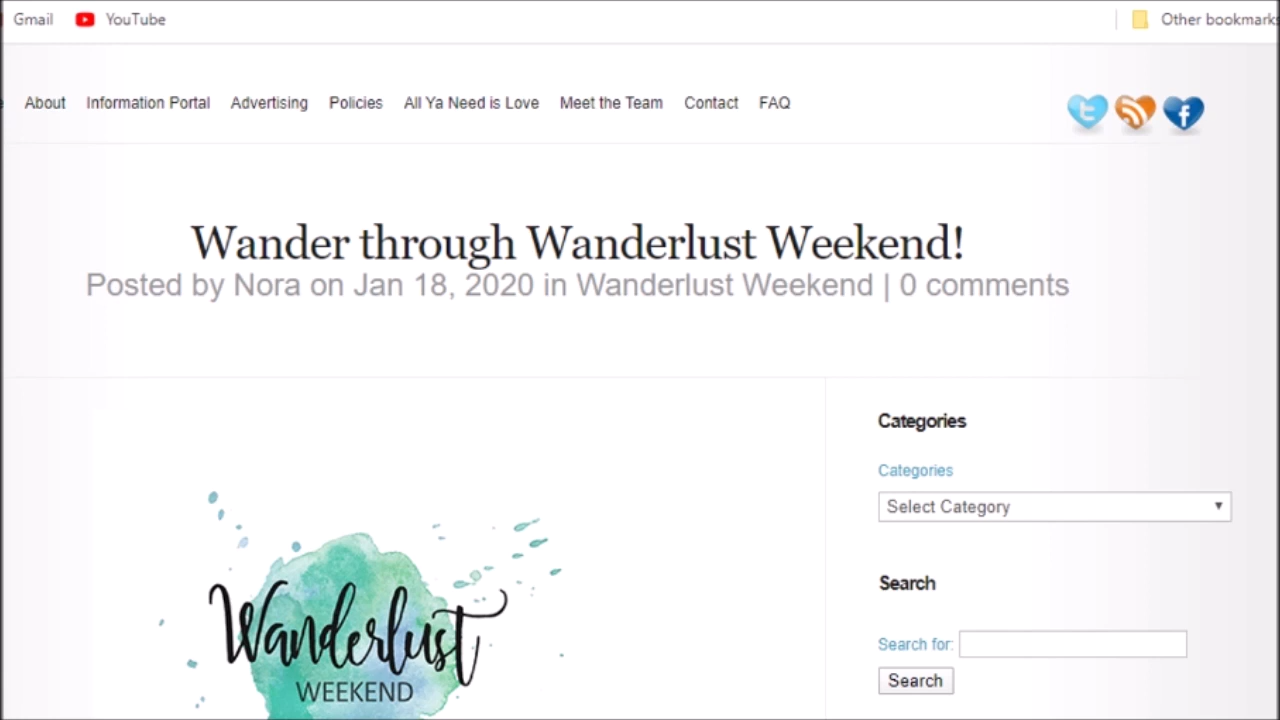 Gmail YouTube Other bookmarks
About Information Portal Advertising Policies All Ya Need is Love Meet the Team Contact FAQ
Wander through Wanderlust Weekend!
Posted by Nora on Jan 18, 2020 in Wanderlust Weekend | 0 comments
Categories
Categories
Select Category
Search
Search for:
Search
Wanderlust
WEEKEND